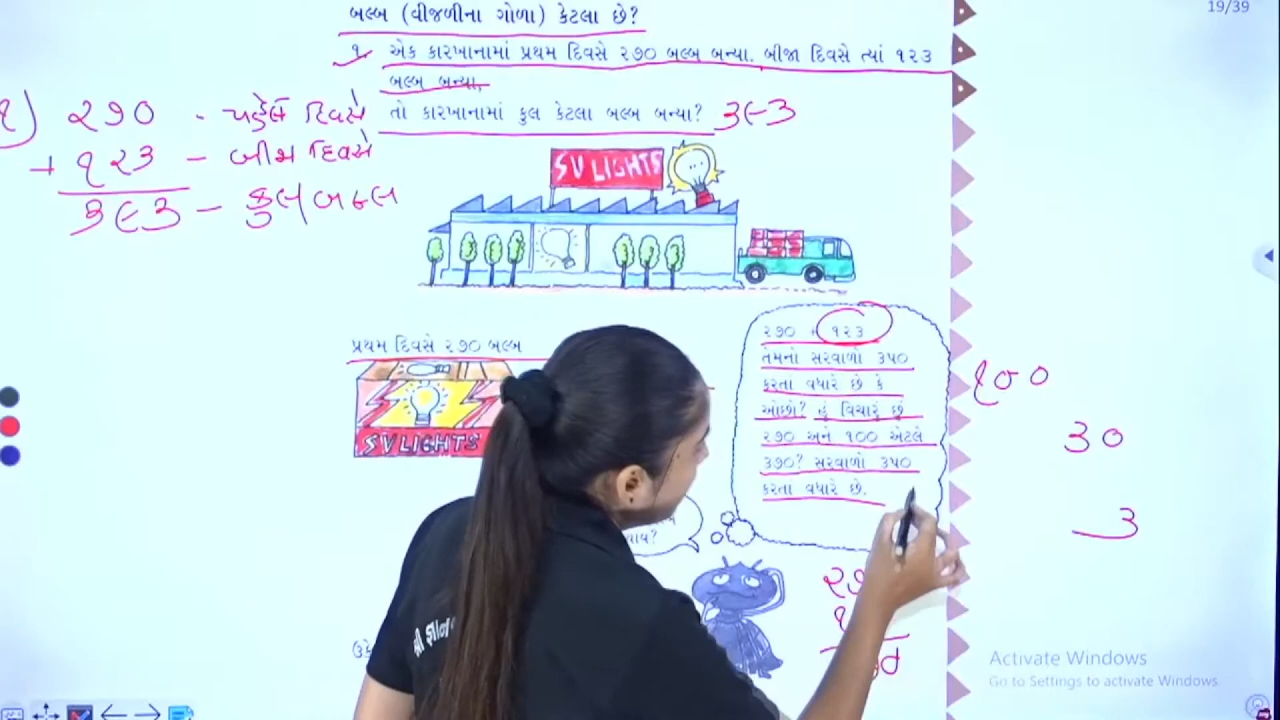 19/39
બલ્બ (વીજળીના ગોળા) કેટલા છે?
૧ એક કારખાનામાં પ્રથમ દિવસે ૨૭૦ બલ્બ બન્યા. બીજા દિવસે ત્યાં ૧૨૩
બલ્બ બન્યા,
તો કારખાનામાં કુલ કેટલા બલ્બ બન્યા? ૩૯૩
૧) ૨૭૦ - પહેલે દિવસે
+ ૧૨૩ - બીજા દિવસે
૩૯૩ - કુલ બલ્બ
SV LIGHTS
પ્રથમ દિવસે ૨૭૦ બલ્બ
SV LIGHTS
૨૭૦ + ૧૨૩
તેમનો સરવાળો ૩૫૦
કરતા વધારે છે કે
ઓછો? હું વિચારું છું
૨૭૦ અને ૧૦૦ એટલે
૩૭૦? સરવાળો ૩૫૦
કરતા વધારે છે.
૧૦૦
૩૦
૩
શ્રી
Activate Windows
Go to Settings to activate Windows.